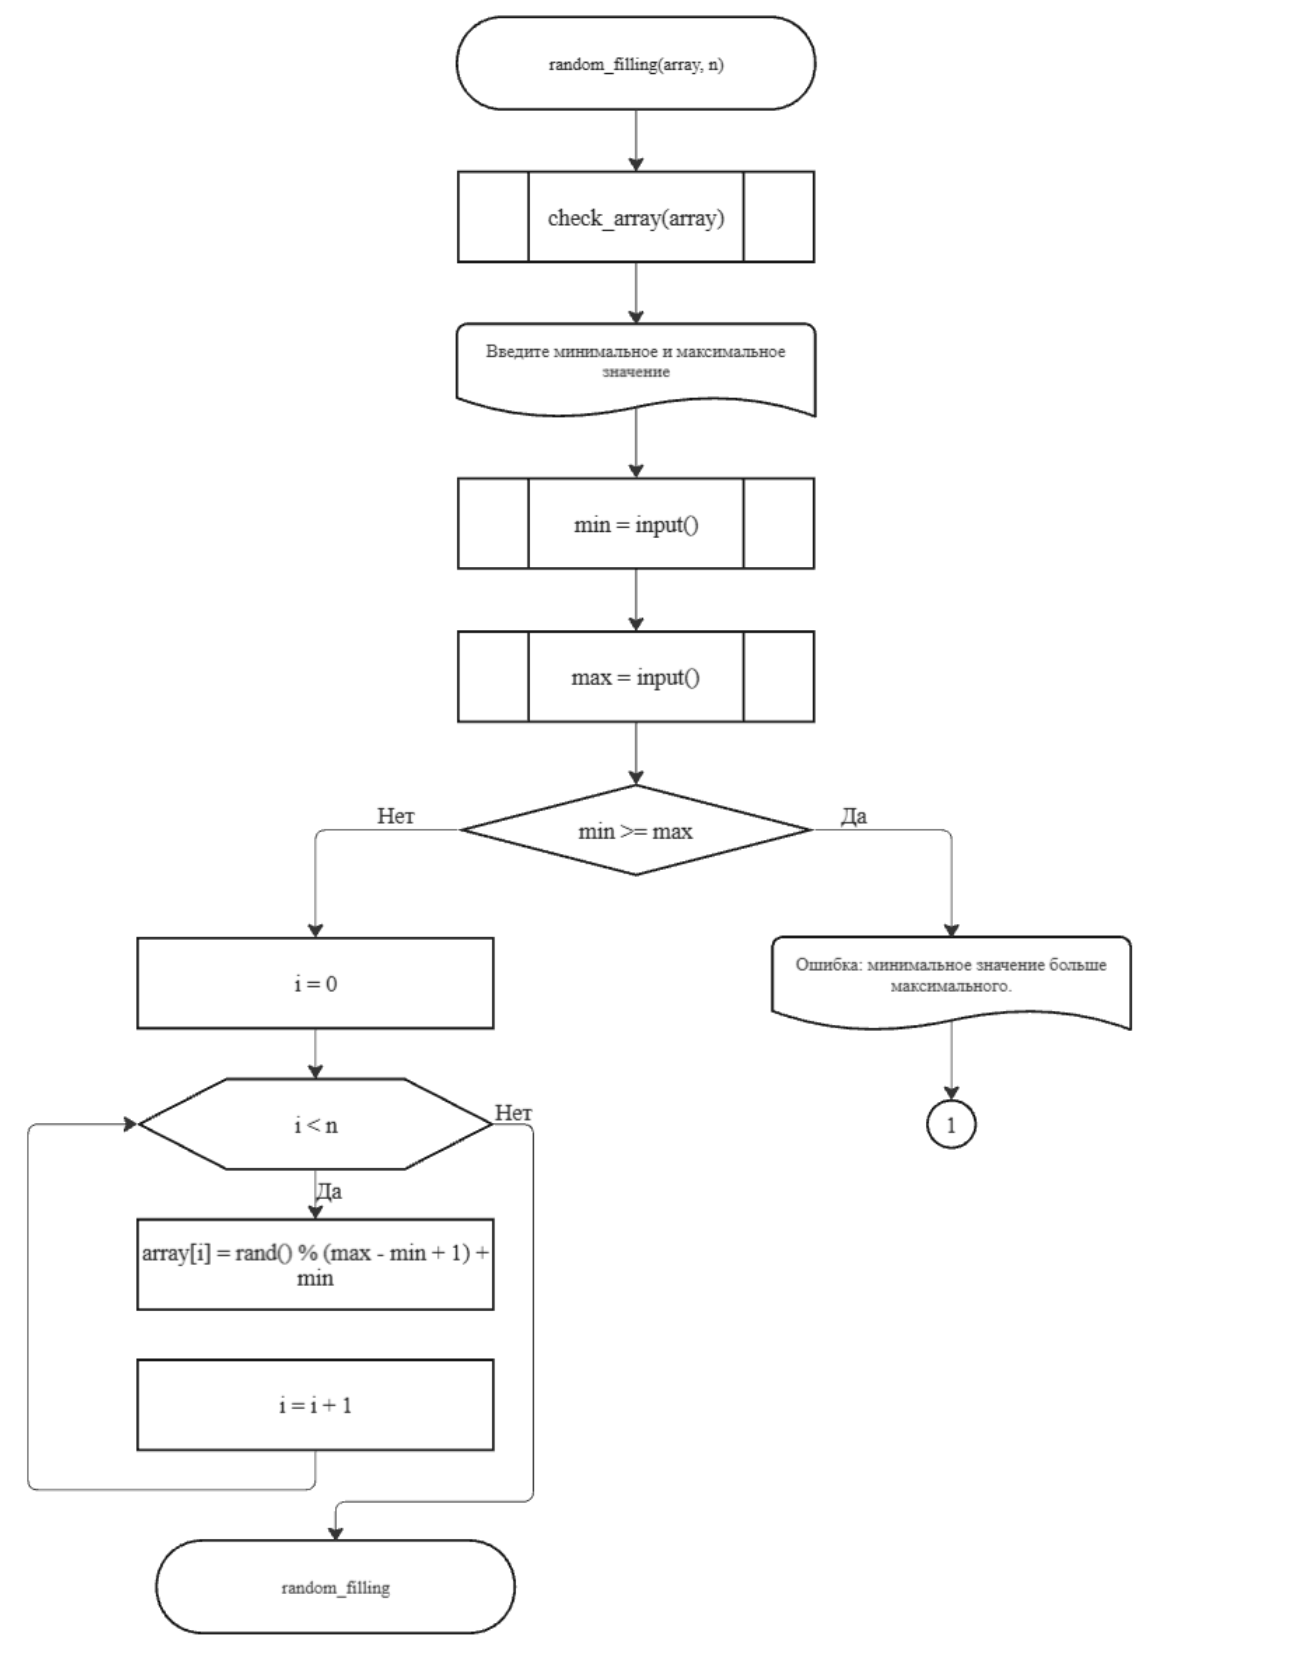 random_filling(array, n)
check_array(array)
Введите минимальное и максимальное
значение
min = input()
max = input()
Нет
Да
min >= max
i = 0
Ошибка: минимальное значение больше
максимального.
i < n
Нет
1
Да
array[i] = rand() % (max - min + 1) +
min
i = i + 1
random_filling